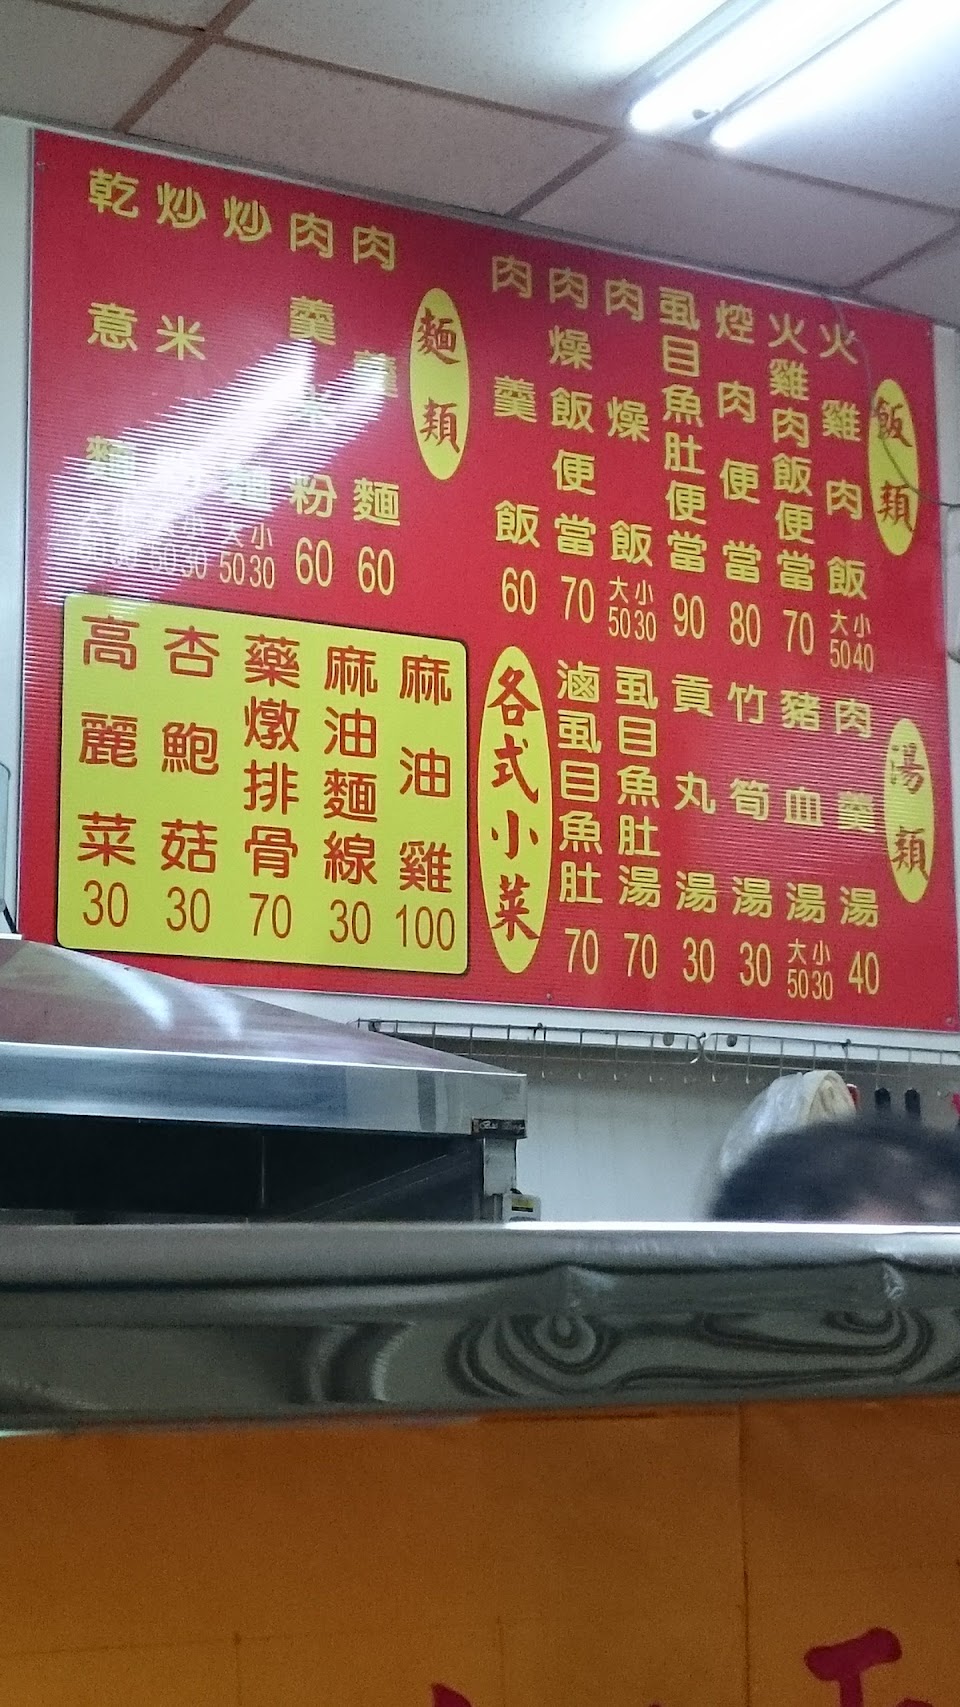 飯類
火雞肉飯 大50 小40
火雞肉飯便當 70
焢肉便當 80
虱目魚肚便當 90
肉燥飯 大50 小30
肉燥飯便當 70
肉羹飯 60
麵類
肉羹麵 60
肉羹米粉 60
炒麵 大50 小30
炒米粉 大50 小30
乾意麵
湯類
肉羹湯 40
豬血湯 大50 小30
竹筍湯 30
貢丸湯 30
虱目魚肚湯 70
滷虱目魚肚 70
各式小菜
麻油雞 100
麻油麵線 30
藥燉排骨 70
杏鮑菇 30
高麗菜 30